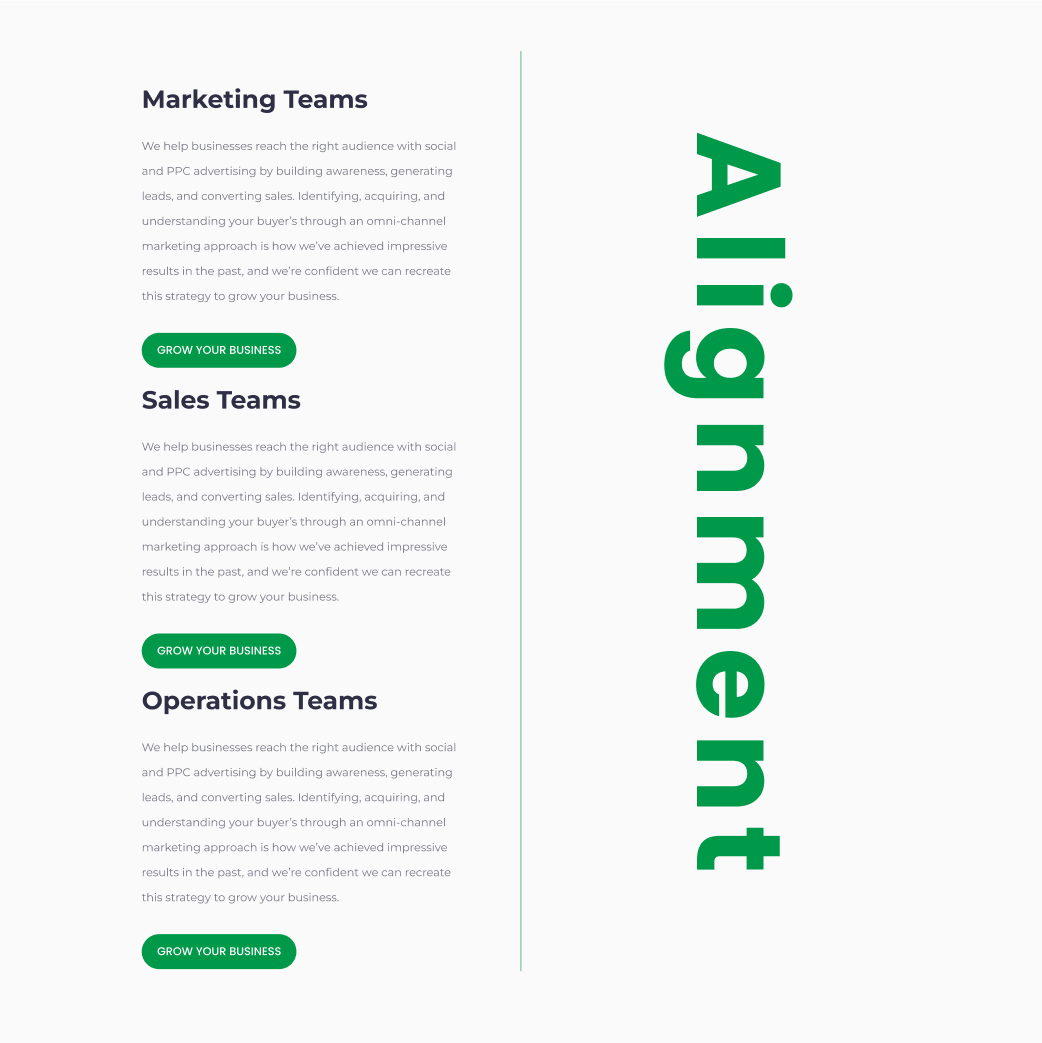 Marketing Teams
We help businesses reach the right audience with social
and PPC advertising by building awareness, generating
leads, and converting sales. Identifying, acquiring, and
understanding your buyer’s through an omni-channel
marketing approach is how we’ve achieved impressive
results in the past, and we’re confident we can recreate
this strategy to grow your business.
GROW YOUR BUSINESS
Sales Teams
We help businesses reach the right audience with social
and PPC advertising by building awareness, generating
leads, and converting sales. Identifying, acquiring, and
understanding your buyer’s through an omni-channel
marketing approach is how we’ve achieved impressive
results in the past, and we’re confident we can recreate
this strategy to grow your business.
GROW YOUR BUSINESS
Operations Teams
We help businesses reach the right audience with social
and PPC advertising by building awareness, generating
leads, and converting sales. Identifying, acquiring, and
understanding your buyer’s through an omni-channel
marketing approach is how we’ve achieved impressive
results in the past, and we’re confident we can recreate
this strategy to grow your business.
GROW YOUR BUSINESS
Alignment